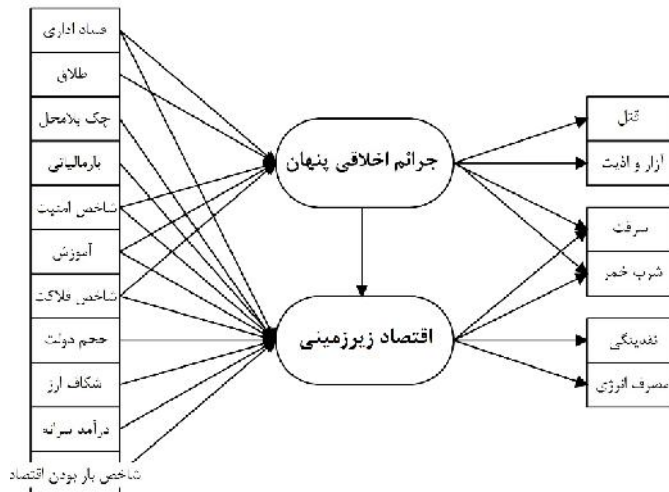 فساد اداری
طلاق
چک بلامحل
بارمالیاتی
شاخص امنیت
آموزش
شاخص فلاکت
حجم دولت
شکاف ارز
درآمد سرانه
شاخص باز بودن اقتصاد
جرائم اخلاقی پنهان
اقتصاد زیرزمینی
قتل
آزار و اذیت
سرقت
شرب خمر
نقدینگی
مصرف انرژی